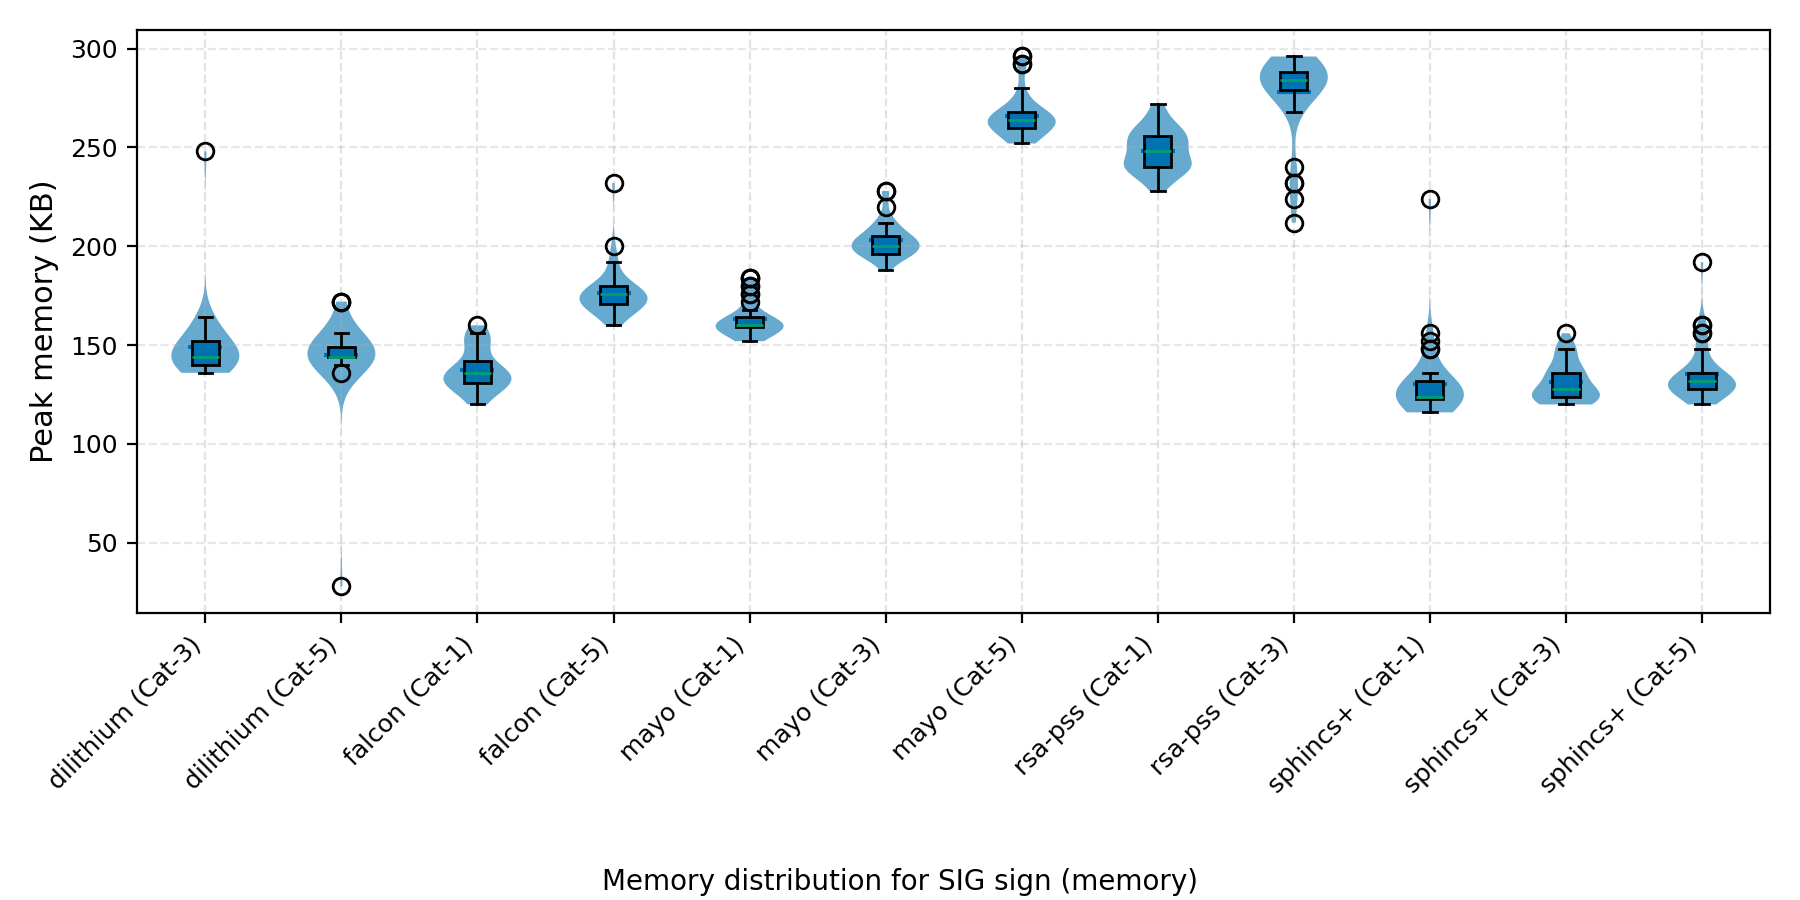 300
250
200
150
100
50
Peak memory (KB)
dilithium (Cat-3)
dilithium (Cat-5)
falcon (Cat-1)
falcon (Cat-5)
mayo (Cat-1)
mayo (Cat-3)
mayo (Cat-5)
rsa-pss (Cat-1)
rsa-pss (Cat-3)
sphincs+ (Cat-1)
sphincs+ (Cat-3)
sphincs+ (Cat-5)
Memory distribution for SIG sign (memory)